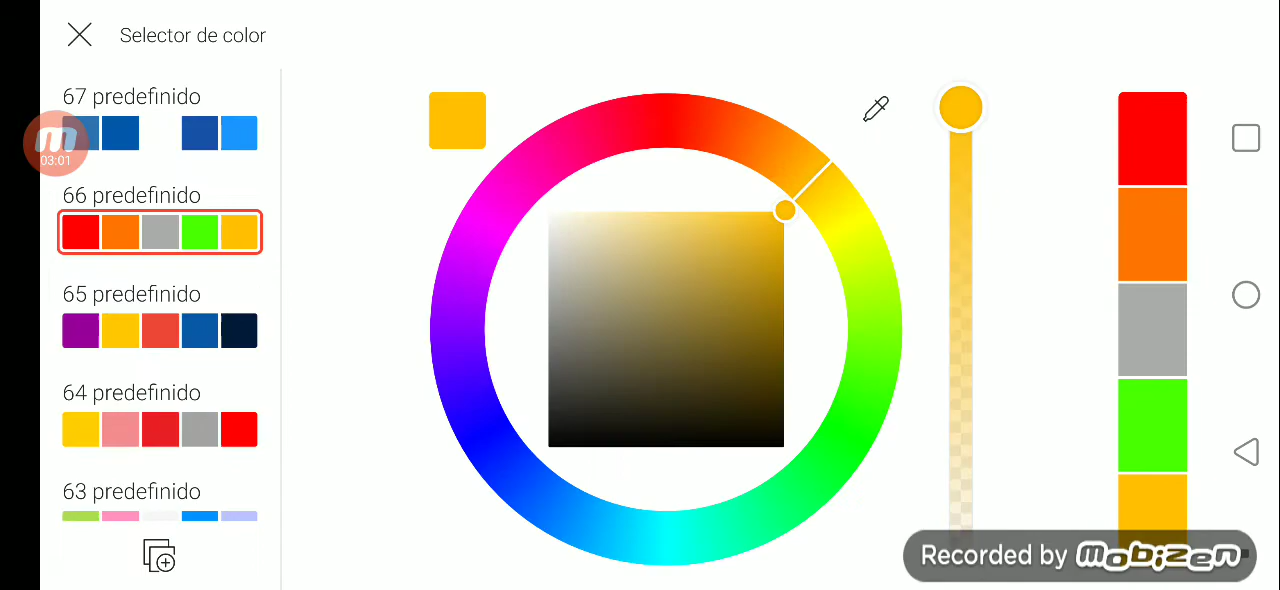 Selector de color
67 predefinido
03:01
66 predefinido
65 predefinido
64 predefinido
63 predefinido
Recorded by mobizen